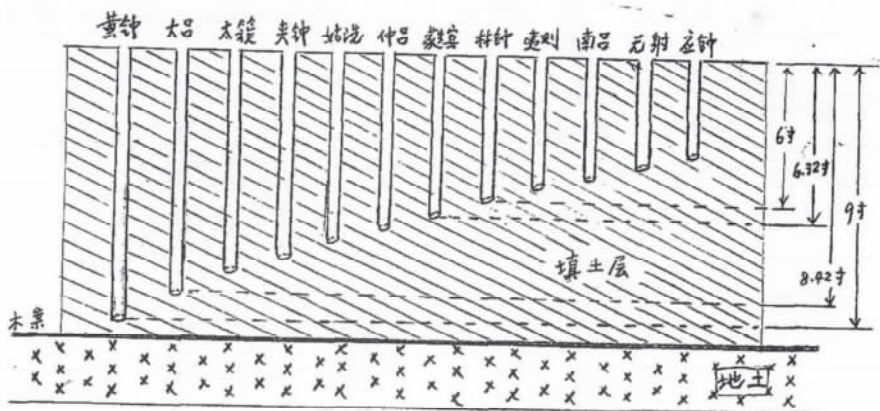 黄钟 大吕 太簇 夹钟 姑洗 仲吕 蕤宾 林钟 夷则 南吕 无射 应钟
6寸
6.32寸
9寸
填土层
8.42寸
木案
地土